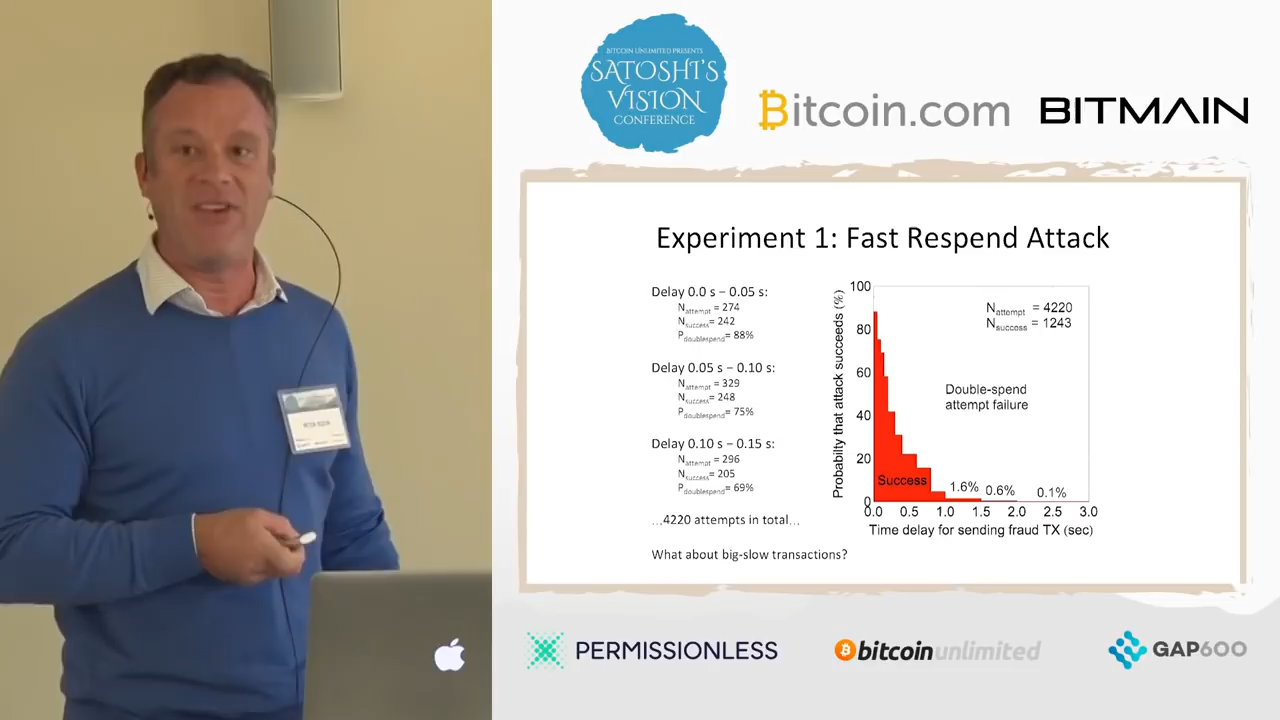 BITCOIN UNLIMITED PRESENTS
SATOSHI'S
VISION
CONFERENCE
Bitcoin.com
BITMAIN
Experiment 1: Fast Respend Attack
Delay 0.0 s – 0.05 s:
Nattempt = 274
Nsuccess= 242
Pdoublespend= 88%
Delay 0.05 s – 0.10 s:
Nattempt = 329
Nsuccess= 248
Pdoublespend= 75%
Delay 0.10 s – 0.15 s:
Nattempt = 296
Nsuccess= 205
Pdoublespend= 69%
...4220 attempts in total...
What about big-slow transactions?
Probabilty that attack succeeds (%)
100
80
60
40
20
0
Nattempt = 4220
Nsuccess = 1243
Double-spend
attempt failure
Success
1.6%
0.6%
0.1%
0.0 0.5 1.0 1.5 2.0 2.5 3.0
Time delay for sending fraud TX (sec)
PERMISSIONLESS
bitcoinunlimited
GAP600